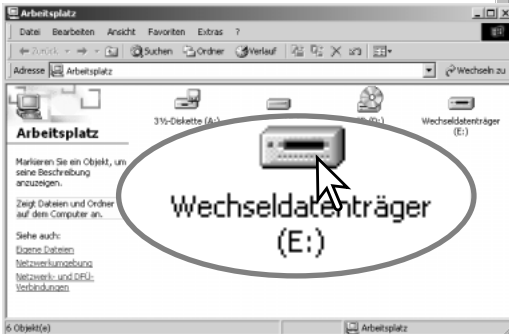 Arbeitsplatz
Datei Bearbeiten Ansicht Favoriten Extras ?
Zurück Suchen Ordner Verlauf
Adresse Arbeitsplatz Wechseln zu
Arbeitsplatz
3½-Diskette (A:)
Wechseldatenträger
(E:)
Markieren Sie ein Objekt, um
seine Beschreibung
anzuzeigen.
Zeigt Dateien und Ordner
auf dem Computer an.
Siehe auch:
Eigene Dateien
Netzwerkumgebung
Netzwerk- und DFÜ-
Verbindungen
Wechseldatenträger
(E:)
6 Objekt(e) Arbeitsplatz